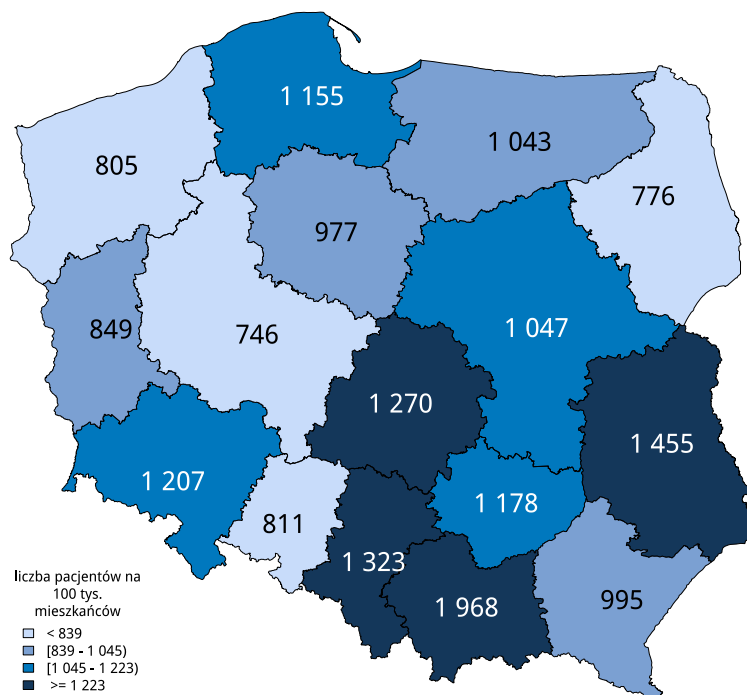 1 155
1 043
805
776
977
1 047
849
746
1 270
1 455
1 207
1 178
811
1 323
995
1 968
liczba pacjentów na
100 tys.
mieszkańców
< 839
[839 - 1 045)
[1 045 - 1 223)
>= 1 223